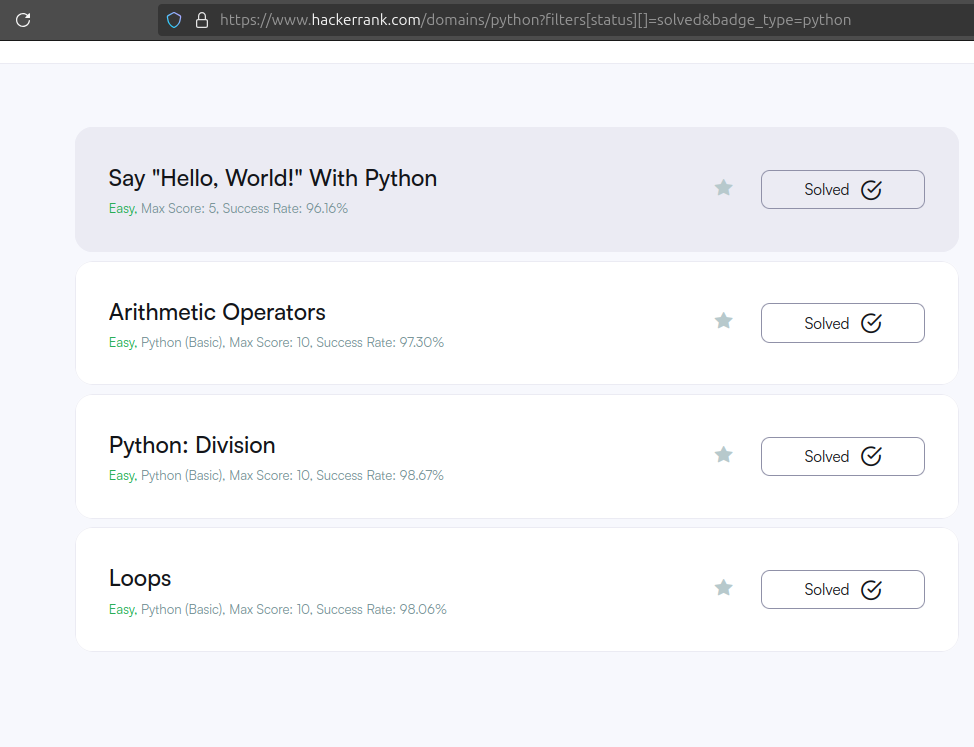 https://www.hackerrank.com/domains/python?filters[status][]=solved&badge_type=python
Say "Hello, World!" With Python
Easy, Max Score: 5, Success Rate: 96.16%
Solved
Arithmetic Operators
Easy, Python (Basic), Max Score: 10, Success Rate: 97.30%
Solved
Python: Division
Easy, Python (Basic), Max Score: 10, Success Rate: 98.67%
Solved
Loops
Easy, Python (Basic), Max Score: 10, Success Rate: 98.06%
Solved